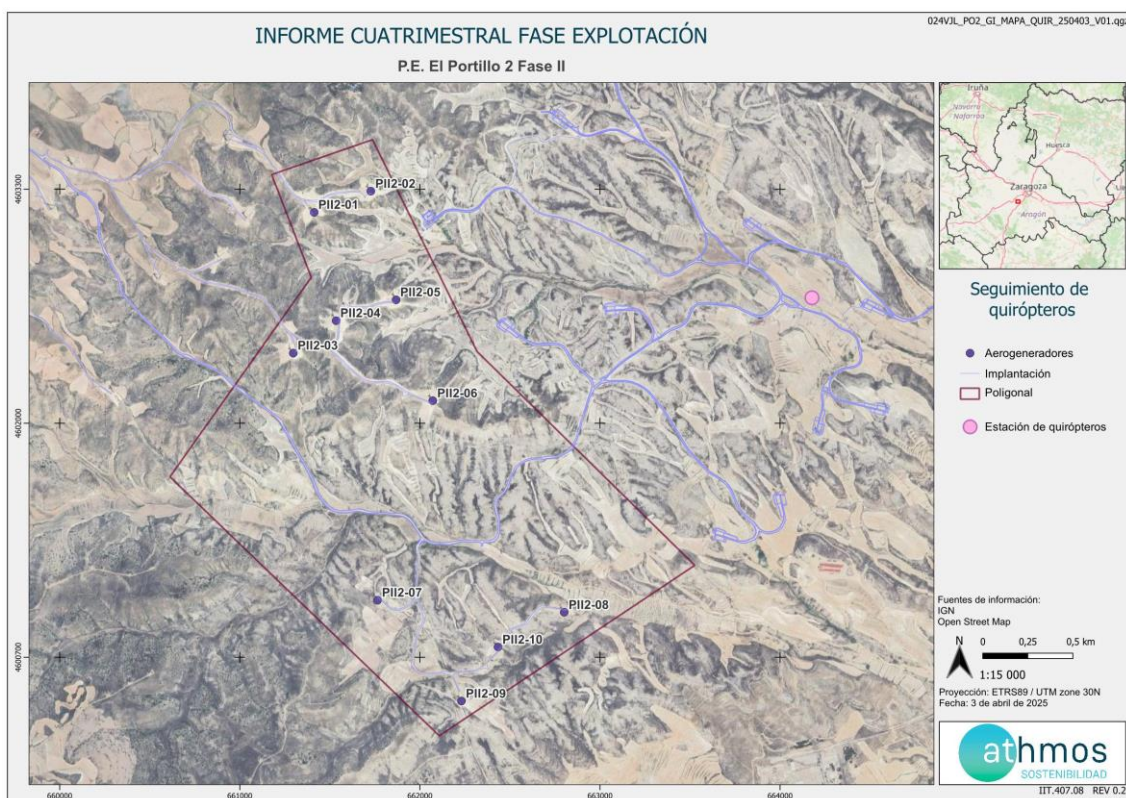 024VJL_PO2_GI_MAPA_QUIR_250403_V01.qgz
INFORME CUATRIMESTRAL FASE EXPLOTACIÓN
P.E. El Portillo 2 Fase II
4603300
4602000
4600700
660000
661000
662000
663000
664000
PII2-02
PII2-01
PII2-05
PII2-04
PII2-03
PII2-06
PII2-07
PII2-08
PII2-10
PII2-09
Iruña
Navarra
Nafarroa
Huesca
Zaragoza
Aragón
Seguimiento de
quirópteros
Aerogeneradores
Implantación
Poligonal
Estación de quirópteros
Fuentes de información:
IGN
Open Street Map
N
0 0,25 0,5 km
1:15 000
Proyección: ETRS89 / UTM zone 30N
Fecha: 3 de abril de 2025
athmos
SOSTENIBILIDAD
IIT.407.08 REV 0.2